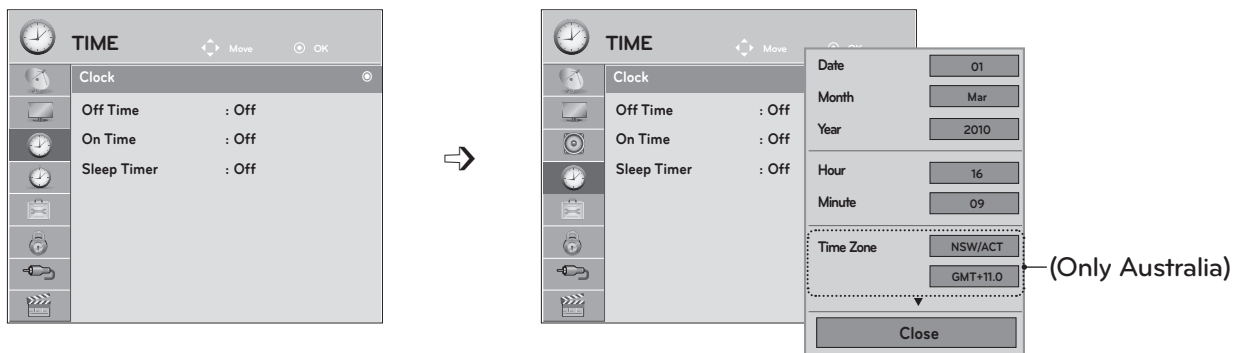 TIME
Move OK
Clock
Off Time : Off
On Time : Off
Sleep Timer : Off
TIME
Move
Clock
Off Time : Off
On Time : Off
Sleep Timer : Off
Date 01
Month Mar
Year 2010
Hour 16
Minute 09
Time Zone NSW/ACT
GMT+11.0
Close
(Only Australia)